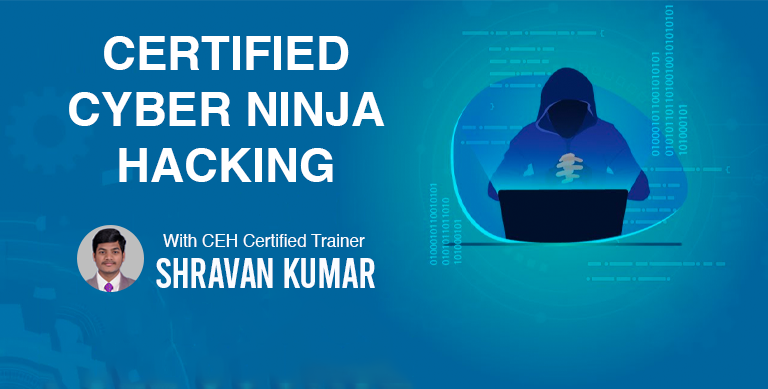 CERTIFIED
CYBER NINJA
HACKING
With CEH Certified Trainer
SHRAVAN KUMAR